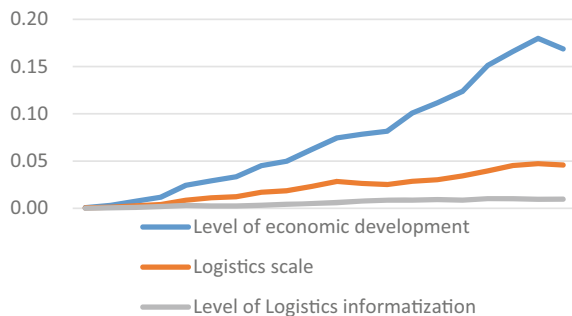 0.20
0.15
0.10
0.05
0.00
Level of economic development
Logistics scale
Level of Logistics informatization